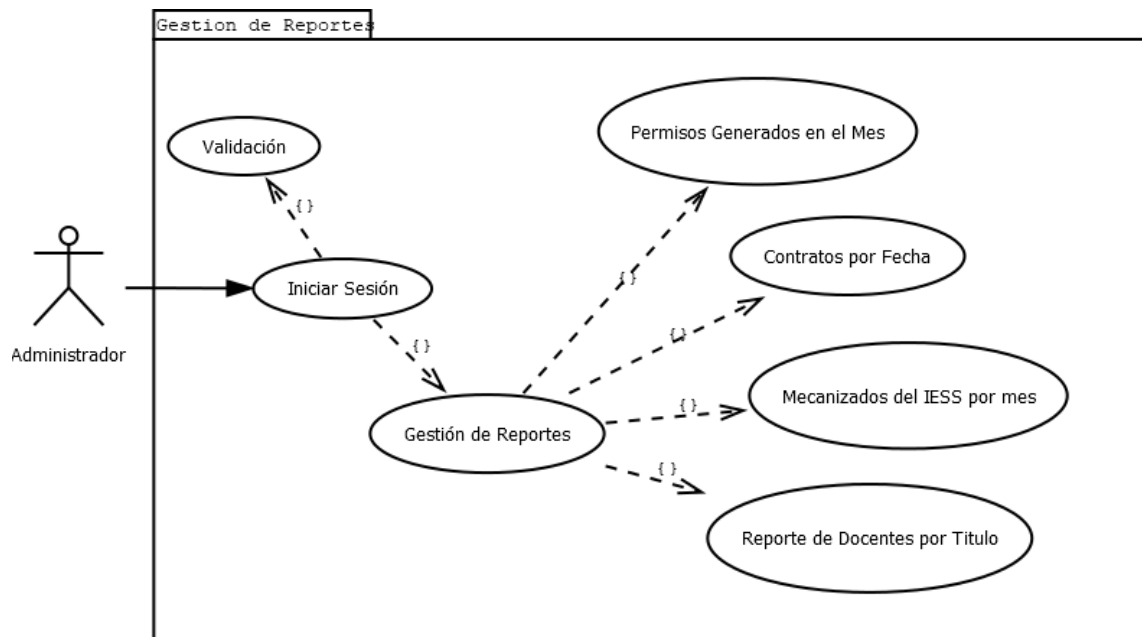 Gestion de Reportes
Permisos Generados en el Mes
Validación
{ }
{ }
Contratos por Fecha
Iniciar Sesión
Administrador
{ }
{ }
Mecanizados del IESS por mes
{ }
Gestión de Reportes
{ }
Reporte de Docentes por Titulo